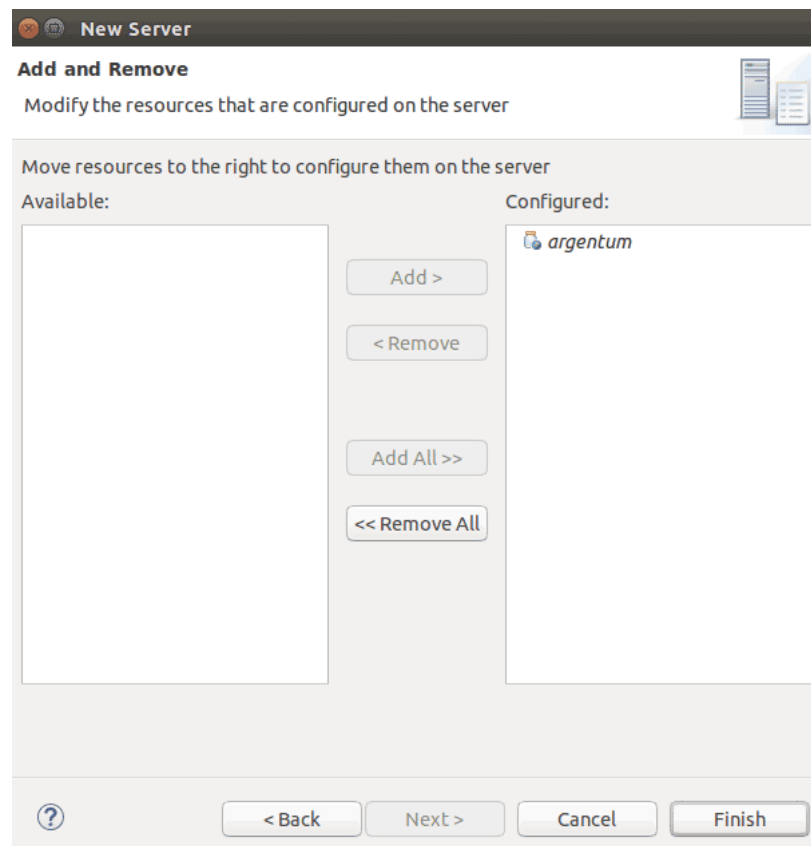 New Server
Add and Remove
Modify the resources that are configured on the server
Move resources to the right to configure them on the server
Available:
Configured:
argentum
Add >
< Remove
Add All >>
<< Remove All
?
< Back
Next >
Cancel
Finish